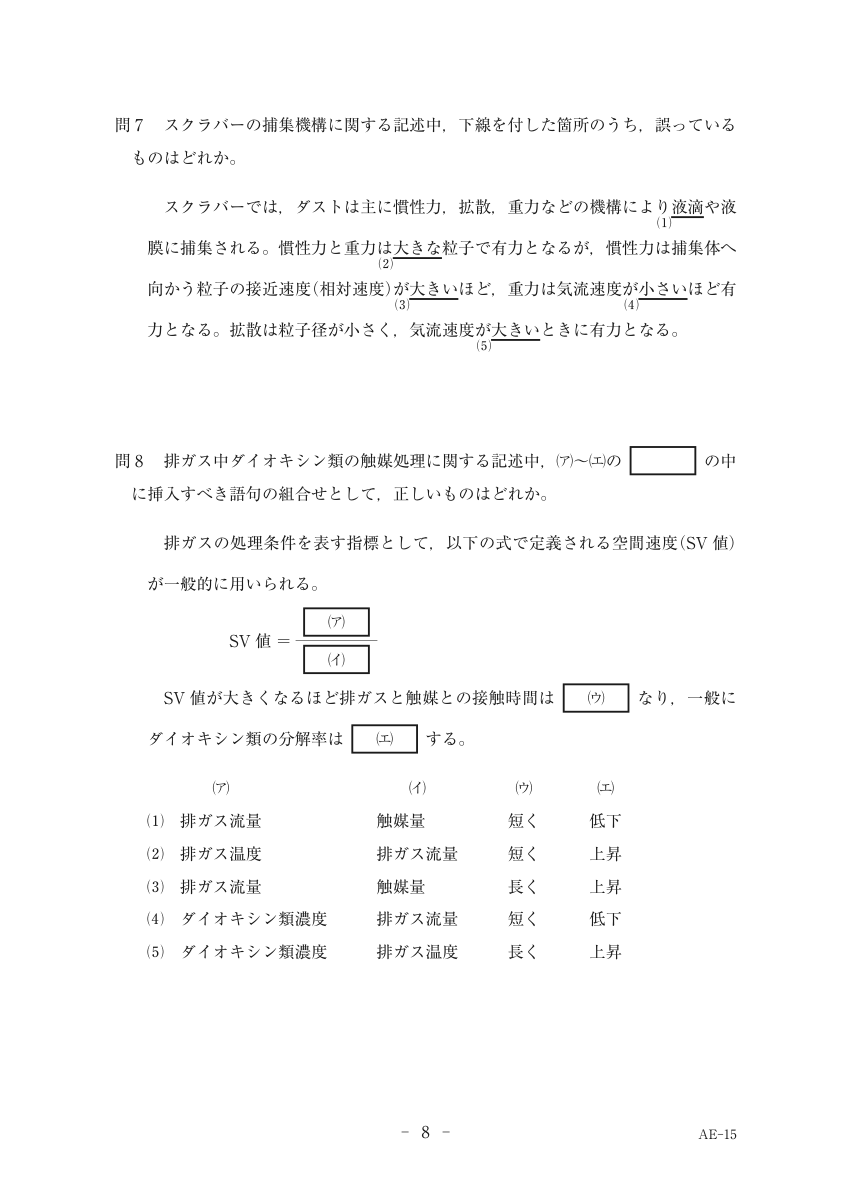 問7 スクラバーの捕集機構に関する記述中，下線を付した箇所のうち，誤っている
ものはどれか。
スクラバーでは，ダストは主に慣性力，拡散，重力などの機構により液滴や液
(1)
膜に捕集される。慣性力と重力は大きな粒子で有力となるが，慣性力は捕集体へ
(2)
向かう粒子の接近速度(相対速度)が大きいほど，重力は気流速度が小さいほど有
(3) (4)
力となる。拡散は粒子径が小さく，気流速度が大きいときに有力となる。
(5)
問8 排ガス中ダイオキシン類の触媒処理に関する記述中，(ア)～(エ)の の中
に挿入すべき語句の組合せとして，正しいものはどれか。
排ガスの処理条件を表す指標として，以下の式で定義される空間速度(SV 値)
が一般的に用いられる。
(ア)
SV 値 ＝
(イ)
SV 値が大きくなるほど排ガスと触媒との接触時間は (ウ) なり，一般に
ダイオキシン類の分解率は (エ) する。
(ア) (イ) (ウ) (エ)
(1) 排ガス流量 触媒量 短く 低下
(2) 排ガス温度 排ガス流量 短く 上昇
(3) 排ガス流量 触媒量 長く 上昇
(4) ダイオキシン類濃度 排ガス流量 短く 低下
(5) ダイオキシン類濃度 排ガス温度 長く 上昇
－ 8 － AE-15